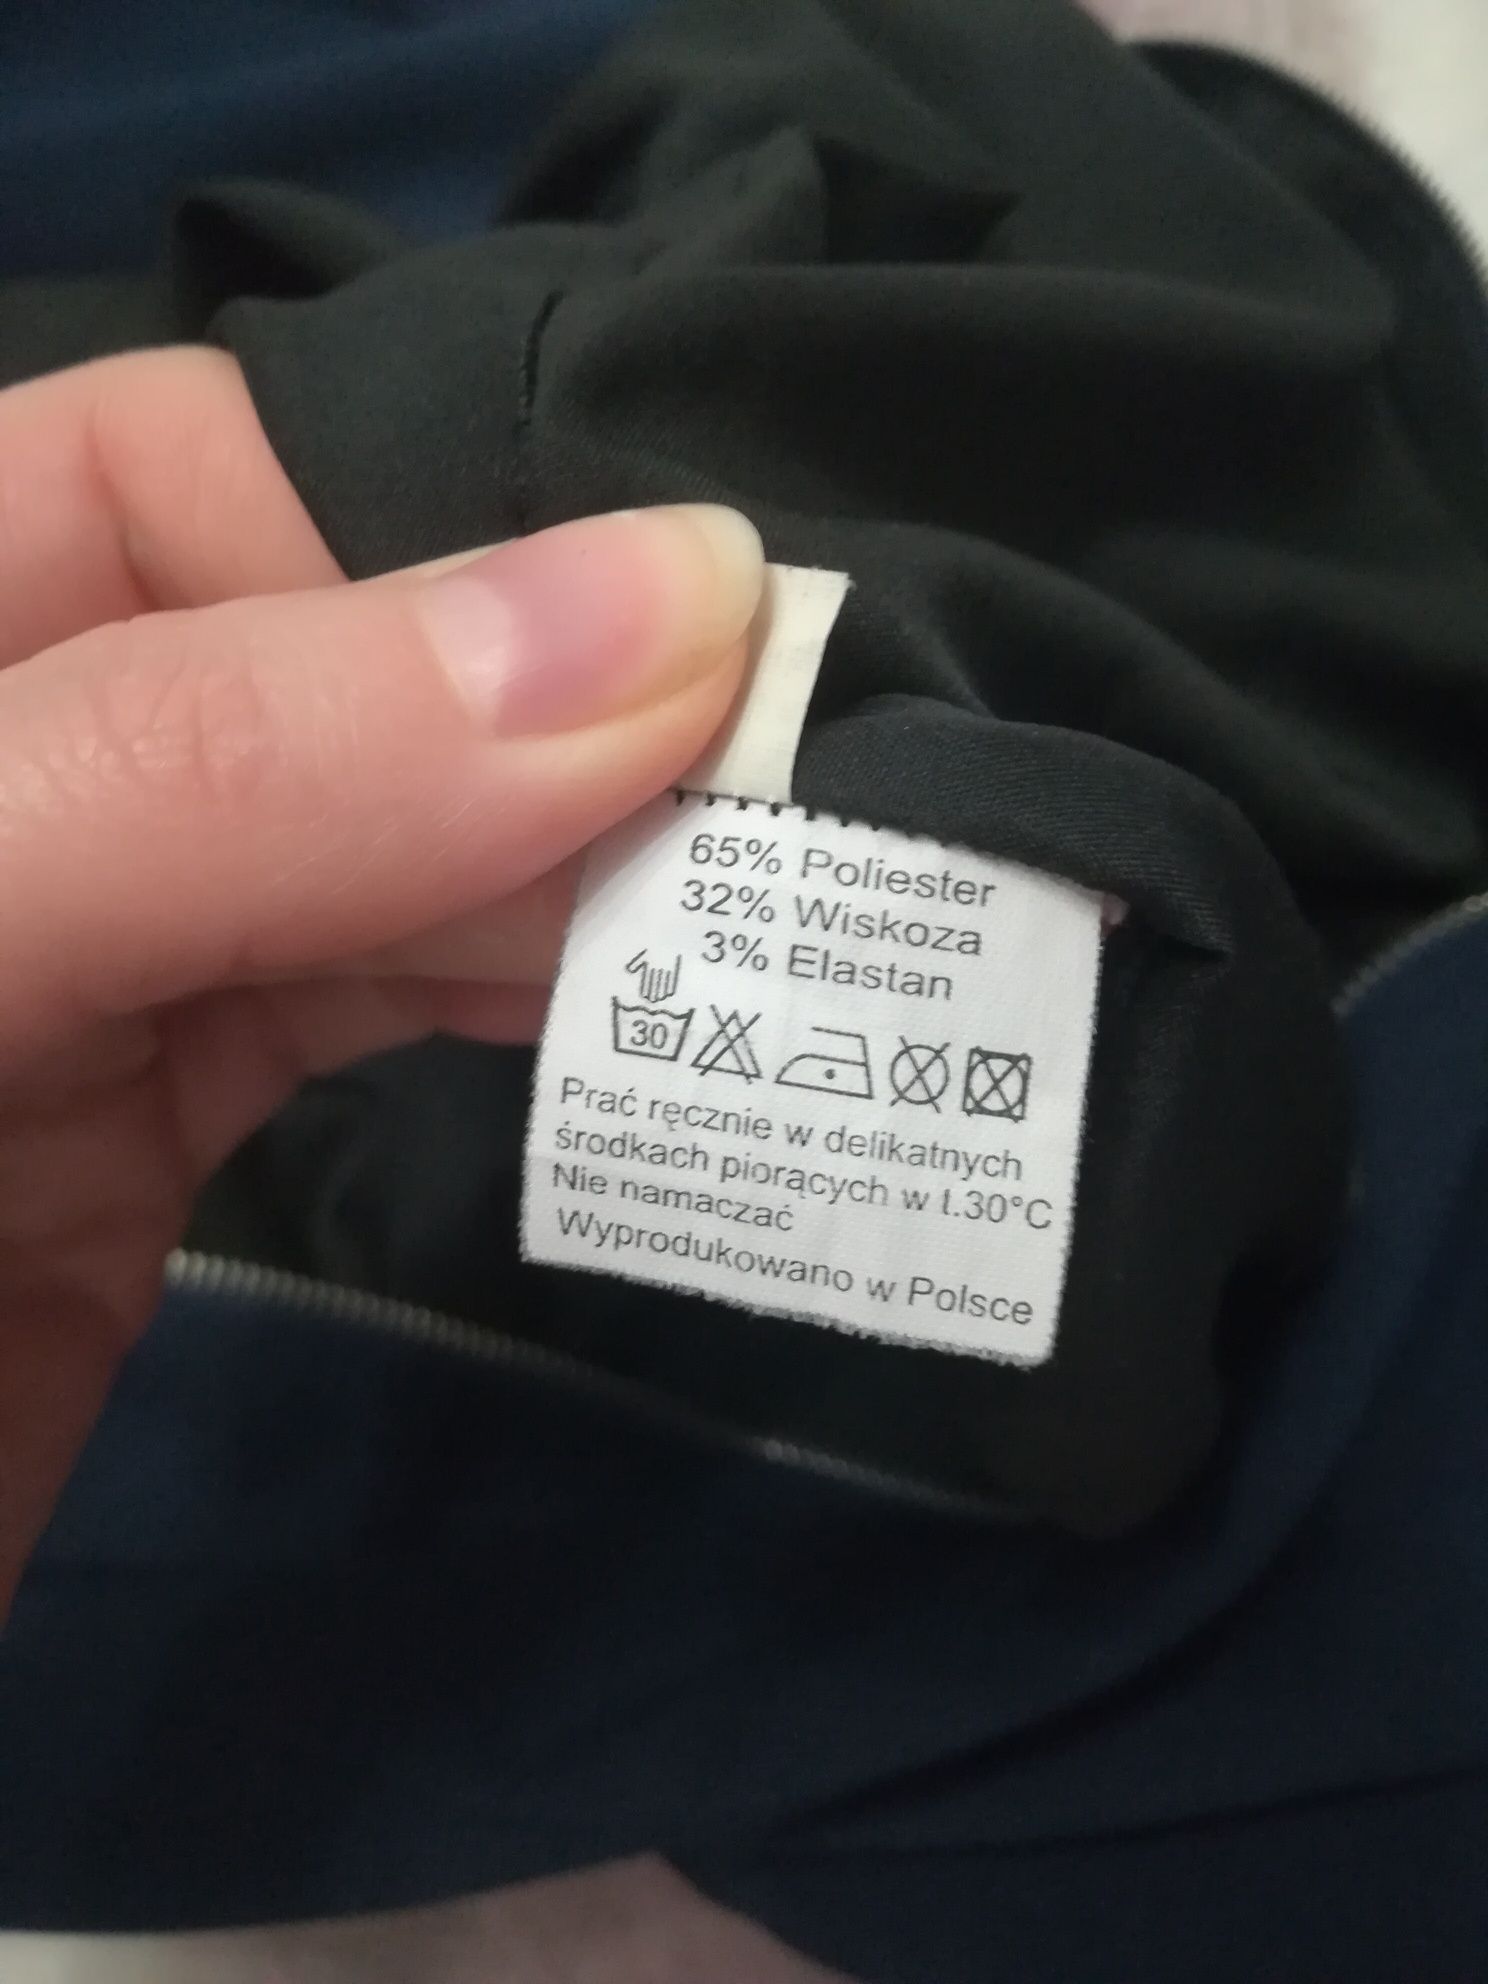 65% Poliester
32% Wiskoza
3% Elastan
30
Prać ręcznie w delikatnych
środkach piorących w t.30°C
Nie namaczać
Wyprodukowano w Polsce